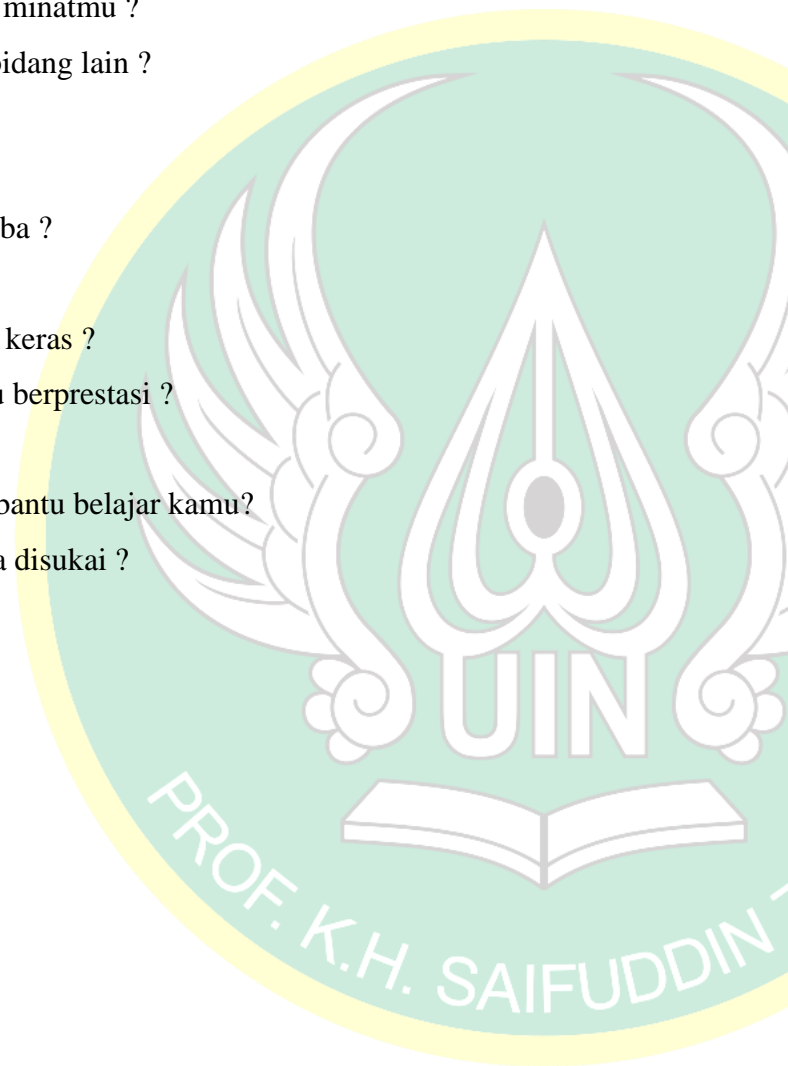 minatmu ?
bidang lain ?
ba ?
keras ?
berprestasi ?
bantu belajar kamu?
disukai ?
UIN
PROF. K.H. SAIFUDDIN